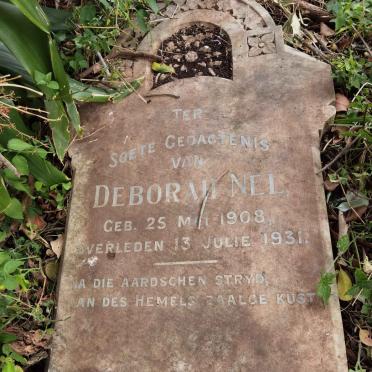 TER
SOETE GEDACTENIS
VAN
DEBORAH NEL.
GEB. 25 MEI 1908,
OVERLEDEN 13 JULIE 1931.
NA DIE AARDSCHEN STRYD,
AAN DES HEMELS ZAALGE KUST